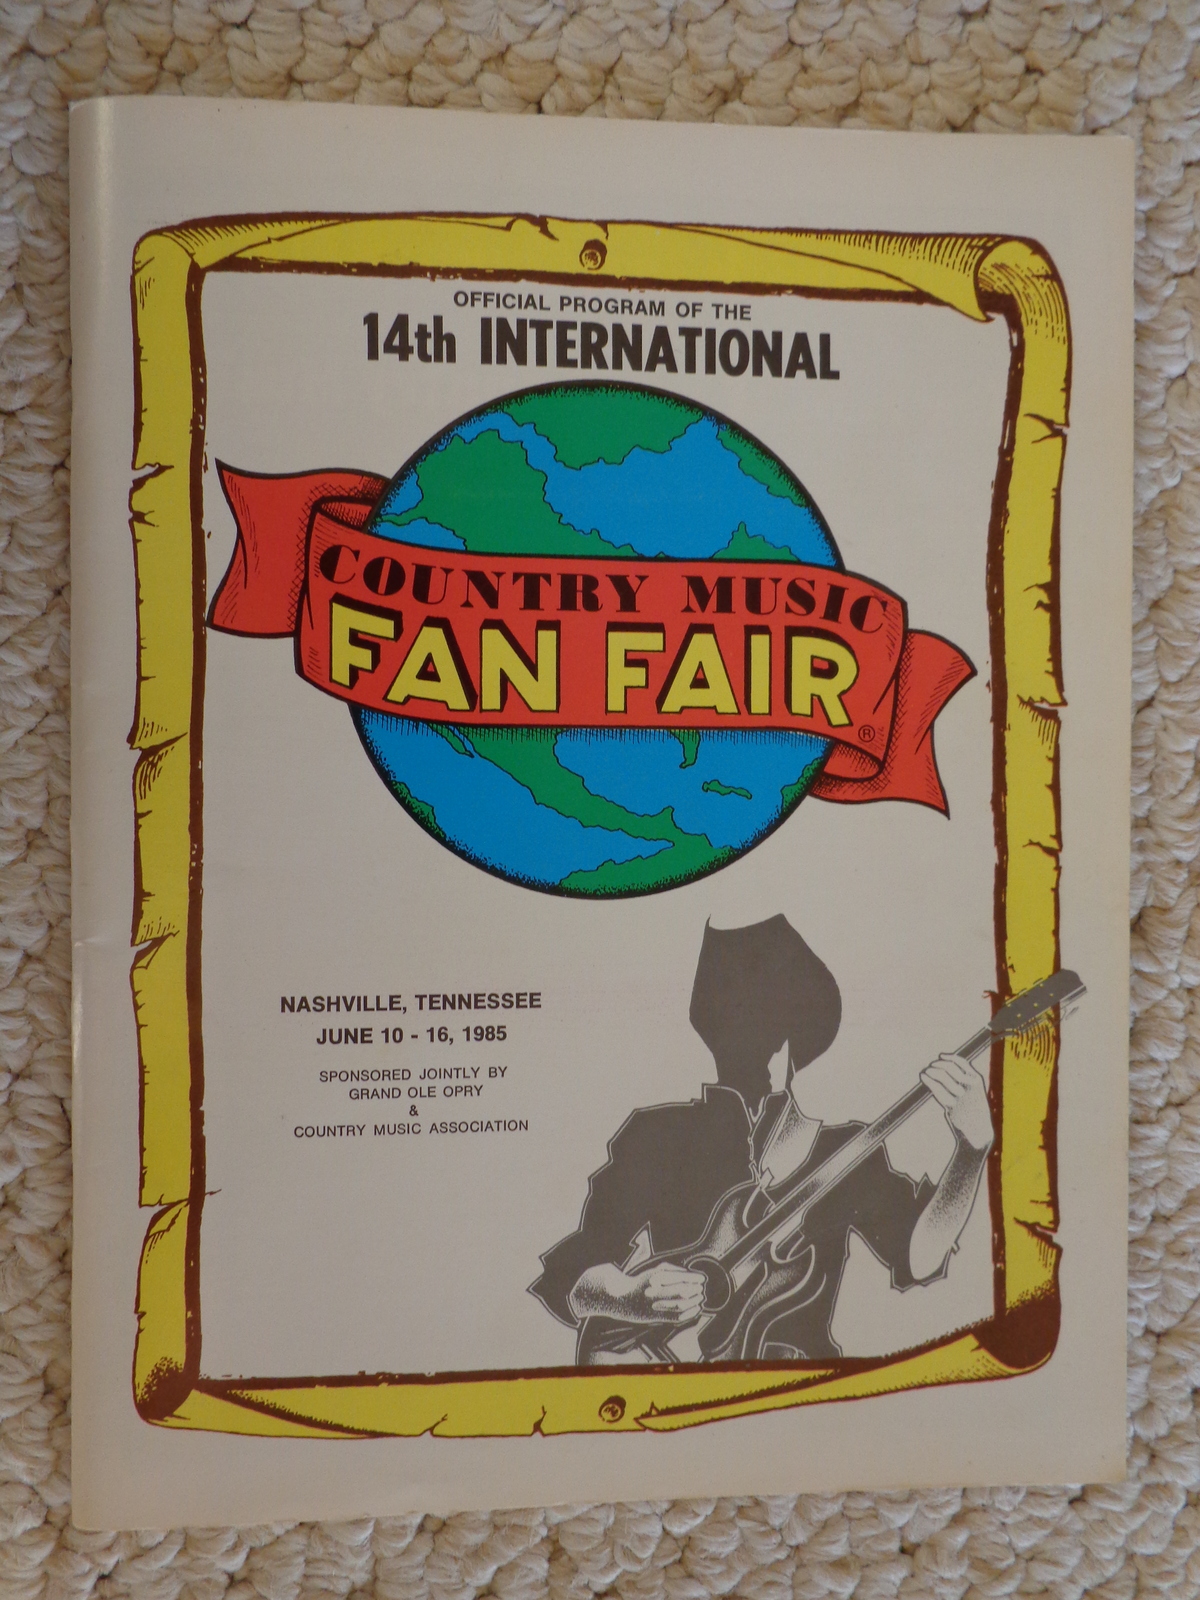 OFFICIAL PROGRAM OF THE
14th INTERNATIONAL
COUNTRY MUSIC
FAN FAIR
®
NASHVILLE, TENNESSEE
JUNE 10 - 16, 1985
SPONSORED JOINTLY BY
GRAND OLE OPRY
&
COUNTRY MUSIC ASSOCIATION